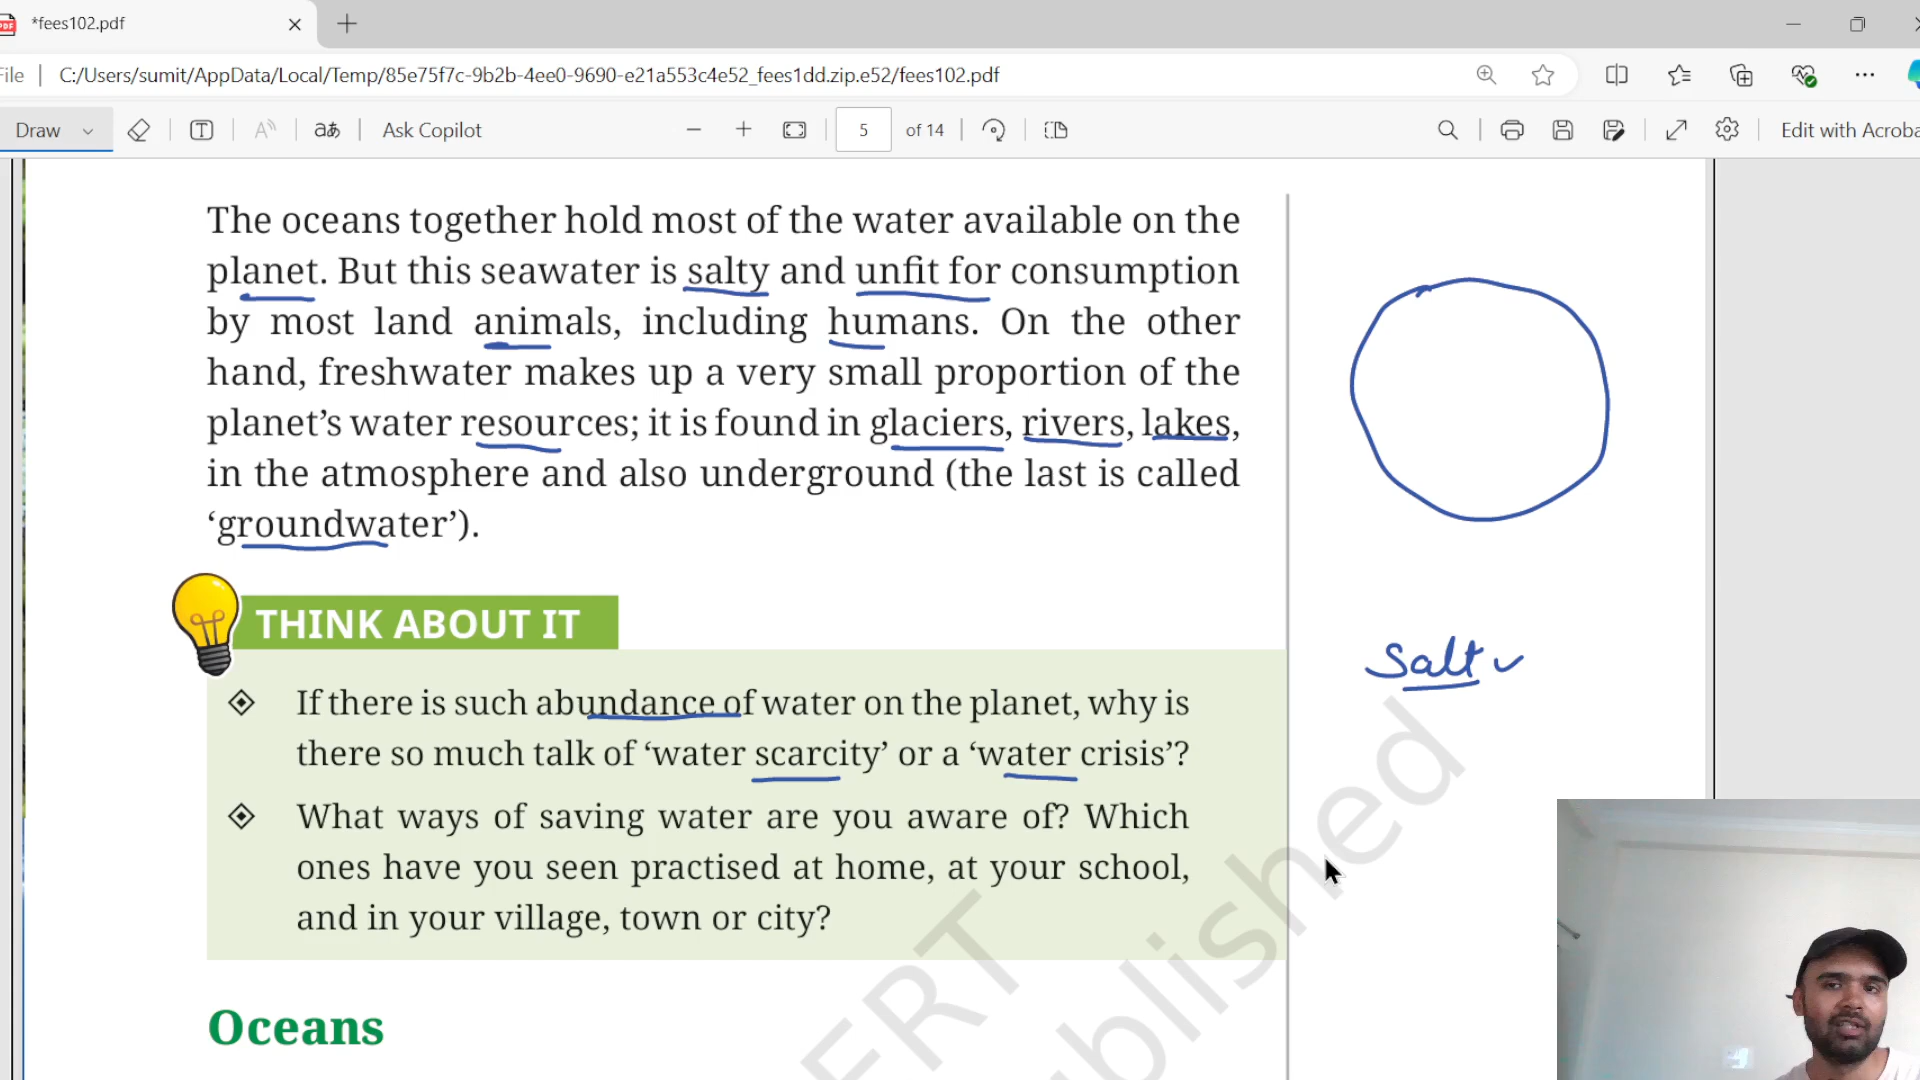 *fees102.pdf
File
C:/Users/sumit/AppData/Local/Temp/85e75f7c-9b2b-4ee0-9690-e21a553c4e52_fees1dd.zip.e52/fees102.pdf
Draw
aあ
Ask Copilot
5 of 14
Edit with Acroba
The oceans together hold most of the water available on the
planet. But this seawater is salty and unfit for consumption
by most land animals, including humans. On the other
hand, freshwater makes up a very small proportion of the
planet’s water resources; it is found in glaciers, rivers, lakes,
in the atmosphere and also underground (the last is called
‘groundwater’).
THINK ABOUT IT
If there is such abundance of water on the planet, why is
there so much talk of ‘water scarcity’ or a ‘water crisis’?
What ways of saving water are you aware of? Which
ones have you seen practised at home, at your school,
and in your village, town or city?
Salt
Oceans
ERT
blished